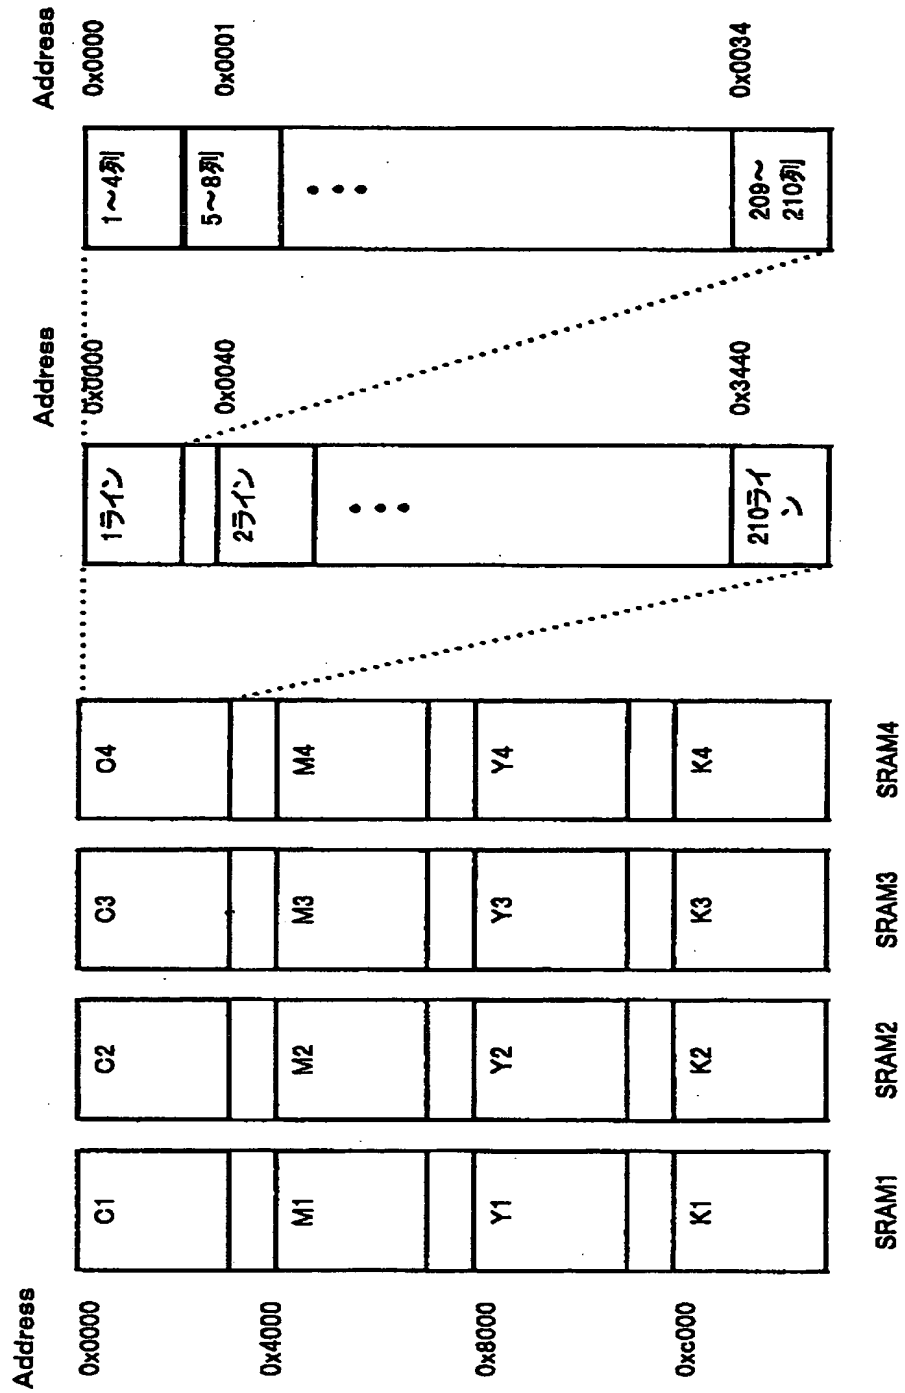 Address
Address
Address
0x0000
C1
C2
C3
C4
1ライン
0x0000
1～4列
0x0000
5～8列
0x0001
2ライン
0x0040
0x4000
M1
M2
M3
M4
•••
•••
0x8000
Y1
Y2
Y3
Y4
0xc000
K1
K2
K3
K4
210ライ
ン
0x3440
209～
210列
0x0034
SRAM1
SRAM2
SRAM3
SRAM4